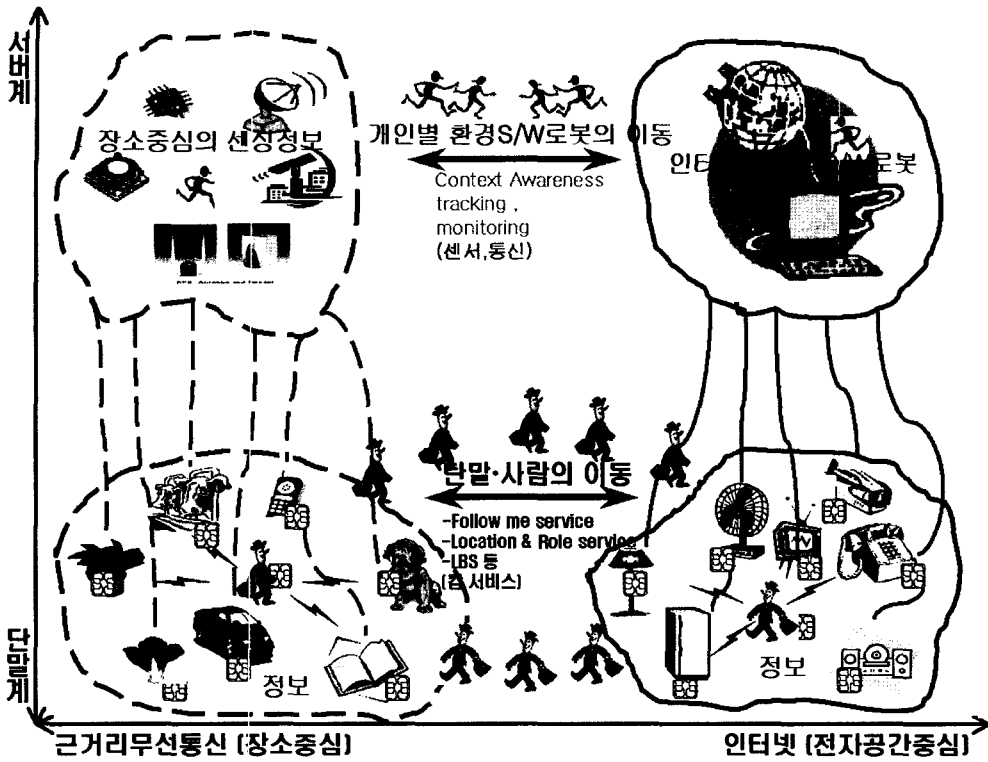 서버계
장소중심의 센싱정보
개인별 환경S/W로봇의 이동
Context Awareness
tracking ,
monitoring
(센서,통신)
로봇
단말·사람의 이동
-Follow me service
-Location & Role service
-LBS 등
TV
정보
정보
단말계
근거리무선통신 (장소중심)
인터넷 (전자공간중심)